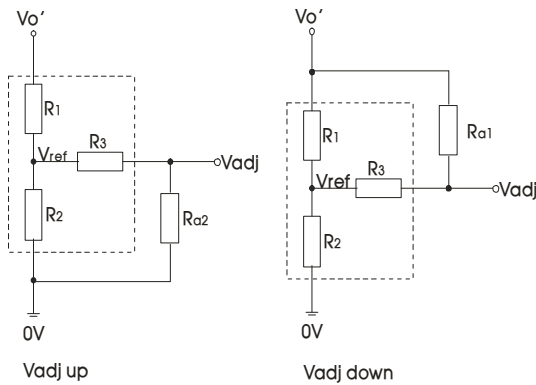 Vo′
R1
Vref
R3
Vadj
R2
Ra2
0V
Vadj up
Vo′
R1
Ra1
Vref
R3
Vadj
R2
0V
Vadj down